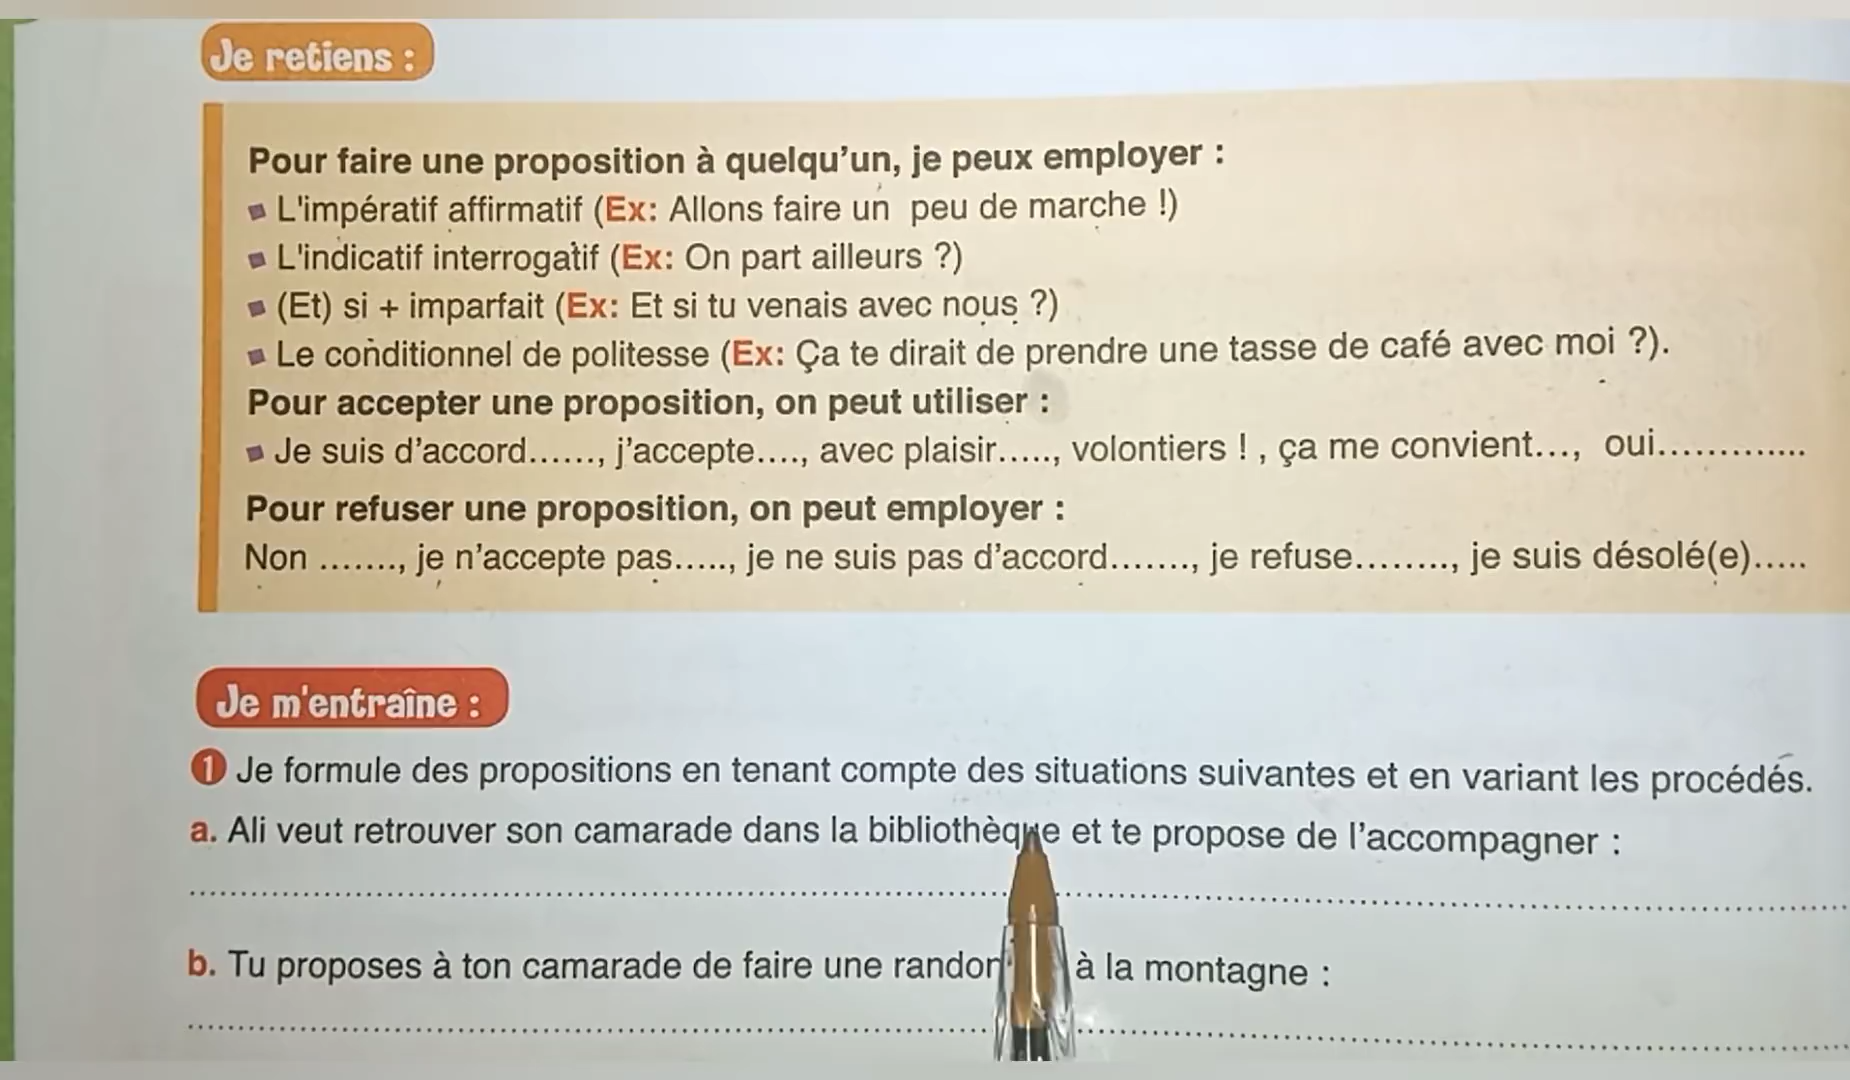 Je retiens :
Pour faire une proposition à quelqu'un, je peux employer :
L'impératif affirmatif (Ex: Allons faire un peu de marche !)
L'indicatif interrogatif (Ex: On part ailleurs ?)
(Et) si + imparfait (Ex: Et si tu venais avec nous ?)
Le conditionnel de politesse (Ex: Ça te dirait de prendre une tasse de café avec moi ?).
Pour accepter une proposition, on peut utiliser :
Je suis d'accord......, j'accepte...., avec plaisir....., volontiers ! , ça me convient..., oui.............
Pour refuser une proposition, on peut employer :
Non ......., je n'accepte pas....., je ne suis pas d'accord......., je refuse........, je suis désolé(e).....
Je m'entraîne :
1 Je formule des propositions en tenant compte des situations suivantes et en variant les procédés.
a. Ali veut retrouver son camarade dans la bibliothèque et te propose de l'accompagner :
b. Tu proposes à ton camarade de faire une à la montagne :